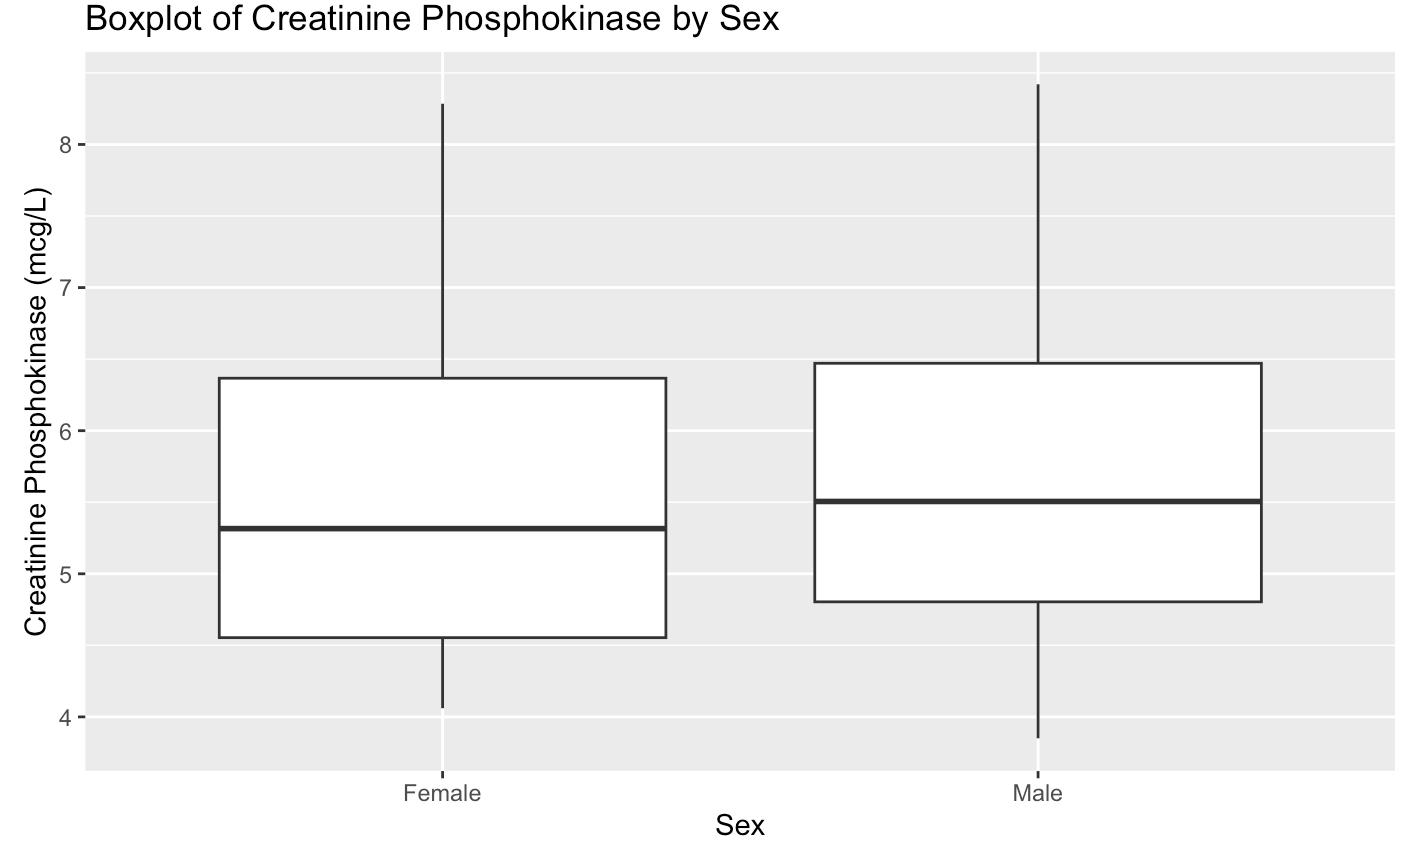 Boxplot of Creatinine Phosphokinase by Sex
Creatinine Phosphokinase (mcg/L)
8
7
6
5
4
Female Male
Sex